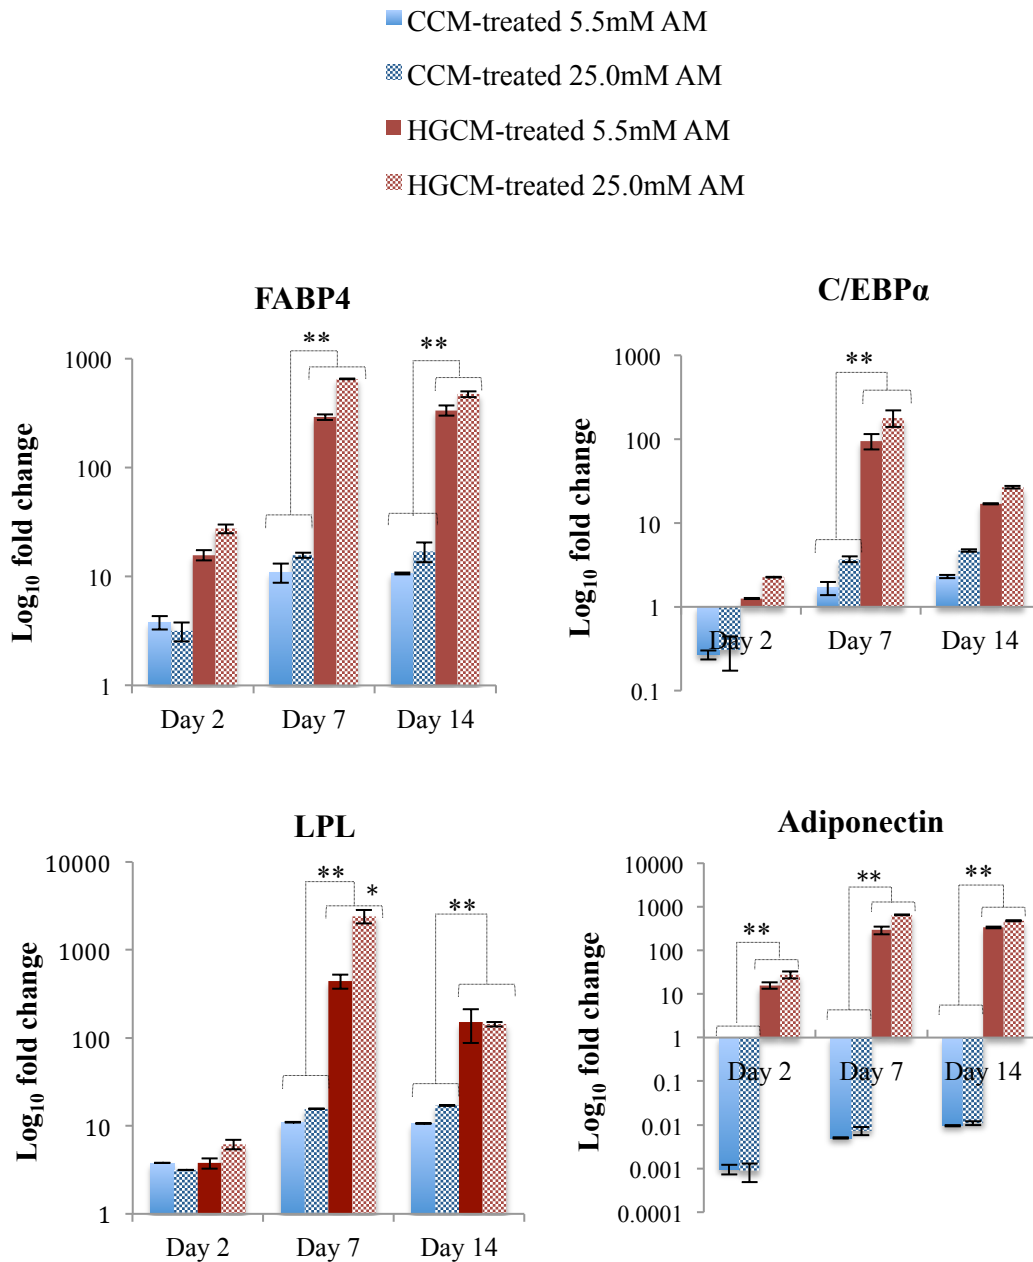 CCM-treated 5.5mM AM
CCM-treated 25.0mM AM
HGCM-treated 5.5mM AM
HGCM-treated 25.0mM AM
FABP4
Log₁₀ fold change
1000
100
10
1
**
**
Day 2 Day 7 Day 14
C/EBPα
Log₁₀ fold change
1000
100
10
1
0.1
**
Day 2 Day 7 Day 14
LPL
Log₁₀ fold change
10000
1000
100
10
1
**
*
**
Day 2 Day 7 Day 14
Adiponectin
Log₁₀ fold change
10000
1000
100
10
1
0.1
0.01
0.001
0.0001
**
**
**
Day 2 Day 7 Day 14